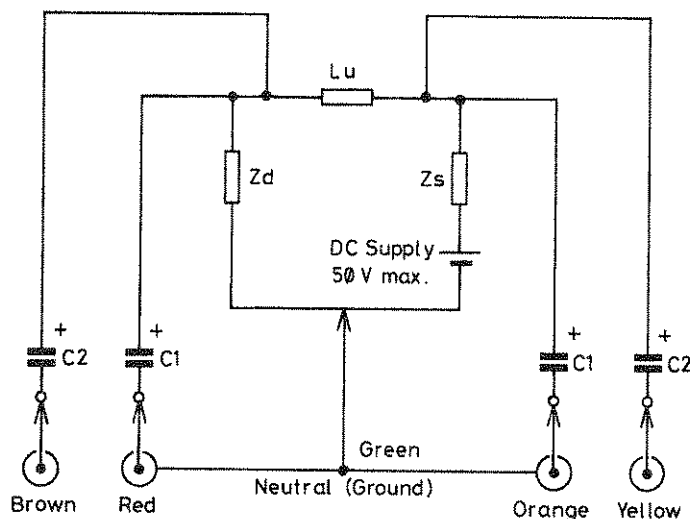 Lu
Zd
Zs
DC Supply
50 V max.
+
C2
+
C1
+
C1
+
C2
Green
Neutral (Ground)
Brown
Red
Orange
Yellow